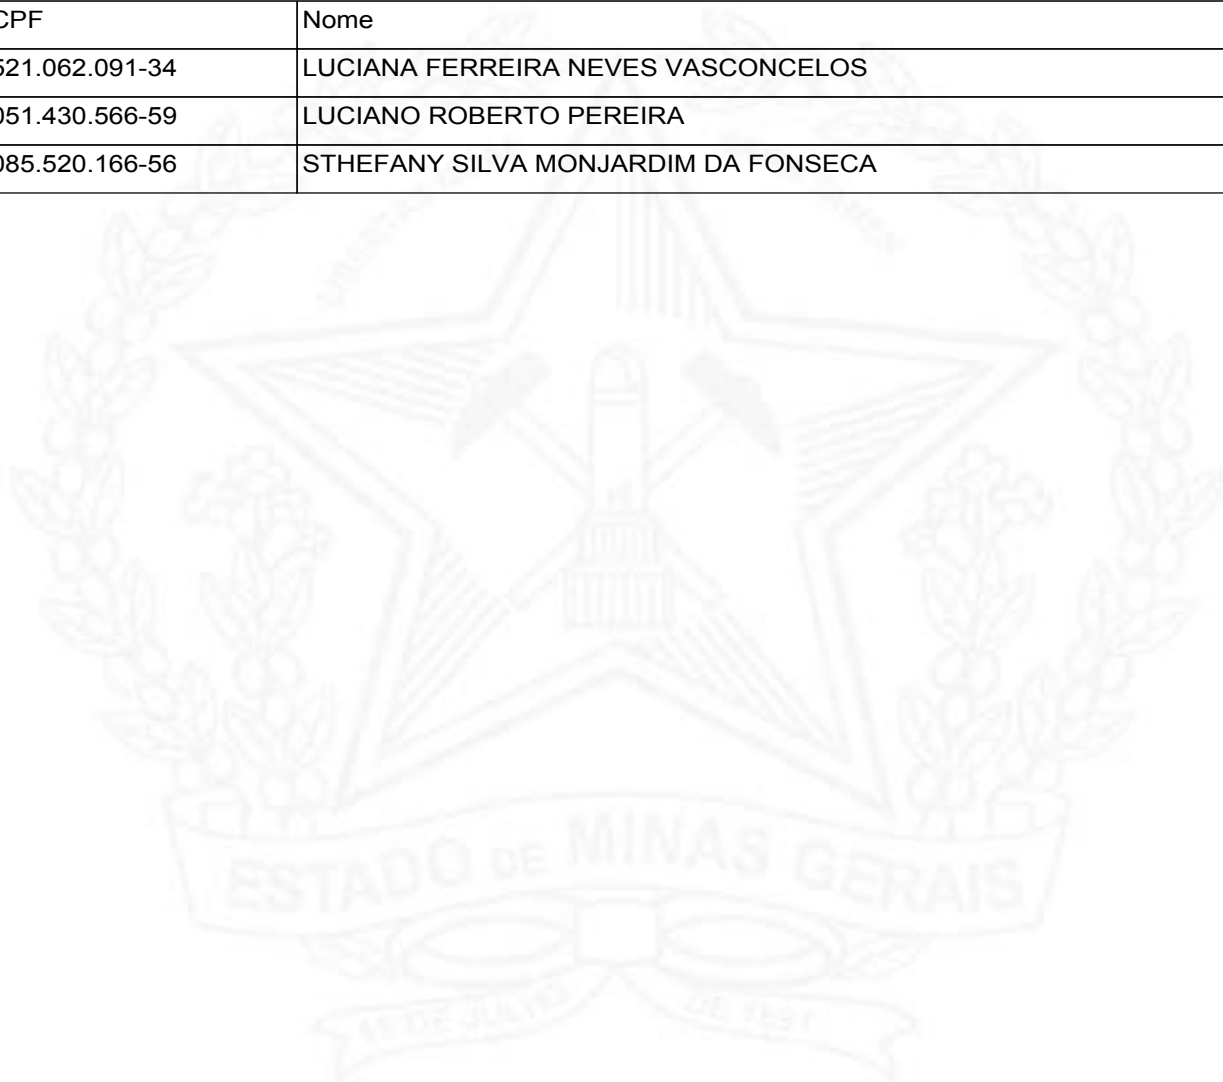 CPF Nome
521.062.091-34 LUCIANA FERREIRA NEVES VASCONCELOS
051.430.566-59 LUCIANO ROBERTO PEREIRA
085.520.166-56 STHEFANY SILVA MONJARDIM DA FONSECA
ESTADO DE MINAS GERAIS